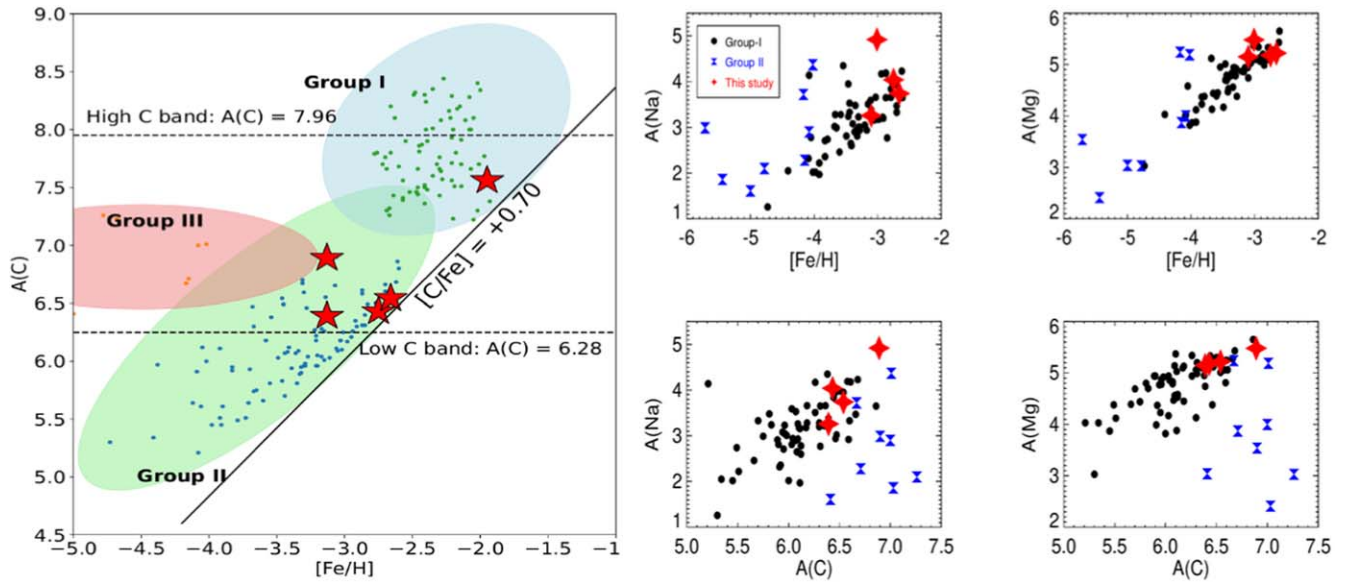 9.0
8.5
8.0
7.5
7.0
6.5
6.0
5.5
5.0
4.5
A(C)
Group I
High C band: A(C) = 7.96
Group III
[C/Fe] = +0.70
Low C band: A(C) = 6.28
Group II
−5.0 −4.5 −4.0 −3.5 −3.0 −2.5 −2.0 −1.5 −1
[Fe/H]
5
4
3
2
1
A(Na)
Group-I
Group II
This study
-6 -5 -4 -3 -2
[Fe/H]
6
5
4
3
2
A(Mg)
-6 -5 -4 -3 -2
[Fe/H]
5
4
3
2
1
A(Na)
5.0 5.5 6.0 6.5 7.0 7.5
A(C)
6
5
4
3
2
A(Mg)
5.0 5.5 6.0 6.5 7.0 7.5
A(C)